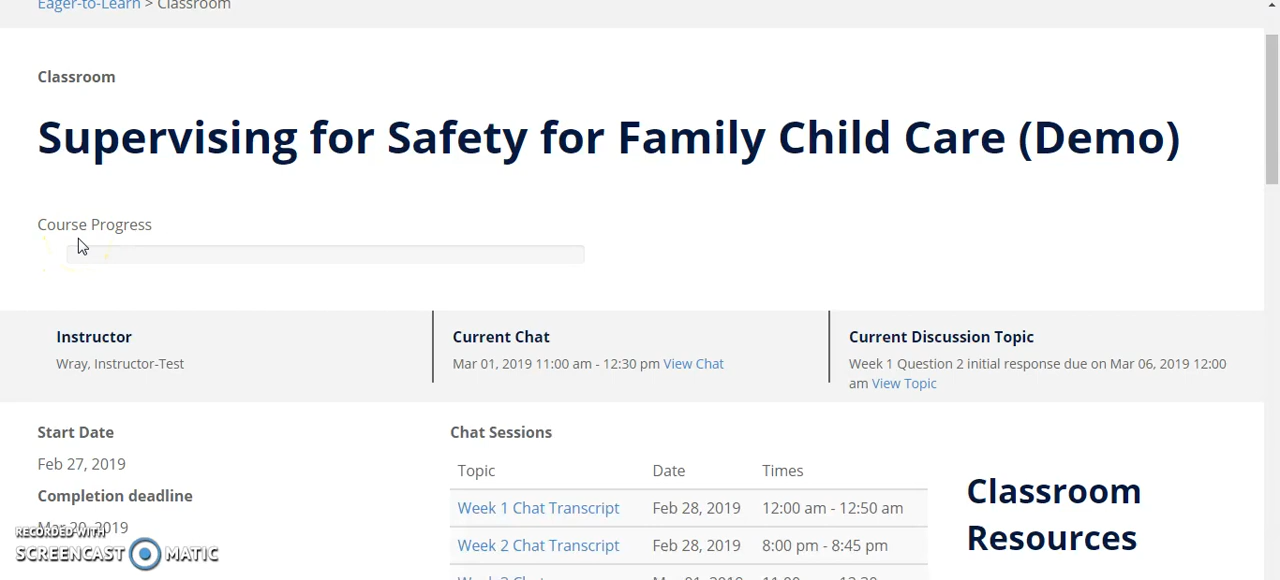 Eager-to-Learn > Classroom
Classroom
Supervising for Safety for Family Child Care (Demo)
Course Progress
Instructor
Wray, Instructor-Test
Current Chat
Mar 01, 2019 11:00 am - 12:30 pm View Chat
Current Discussion Topic
Week 1 Question 2 initial response due on Mar 06, 2019 12:00
am View Topic
Start Date
Feb 27, 2019
Completion deadline
Mar 20, 2019
Chat Sessions
Topic Date Times
Week 1 Chat Transcript Feb 28, 2019 12:00 am - 12:50 am
Week 2 Chat Transcript Feb 28, 2019 8:00 pm - 8:45 pm
Classroom
Resources
RECORDED WITH
SCREENCAST MATIC